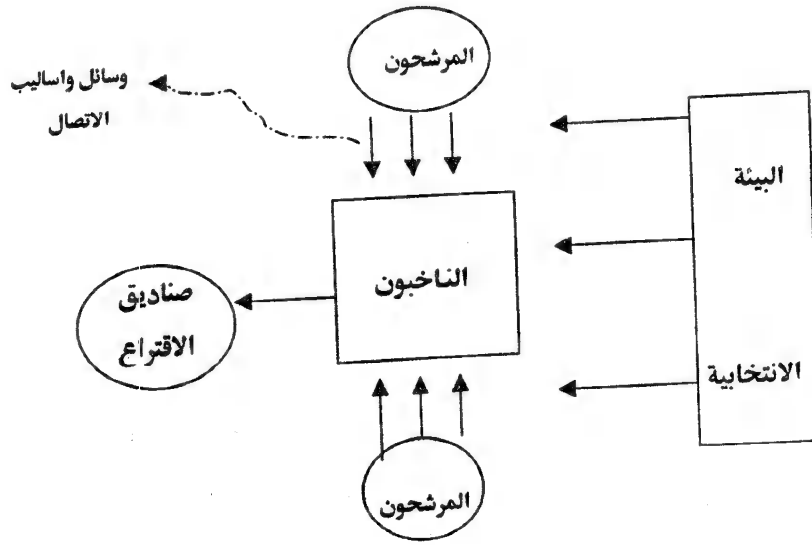 المرشحون
وسائل واساليب
الاتصال
البيئة
الانتخابية
الناخبون
صناديق
الاقتراع
المرشحون